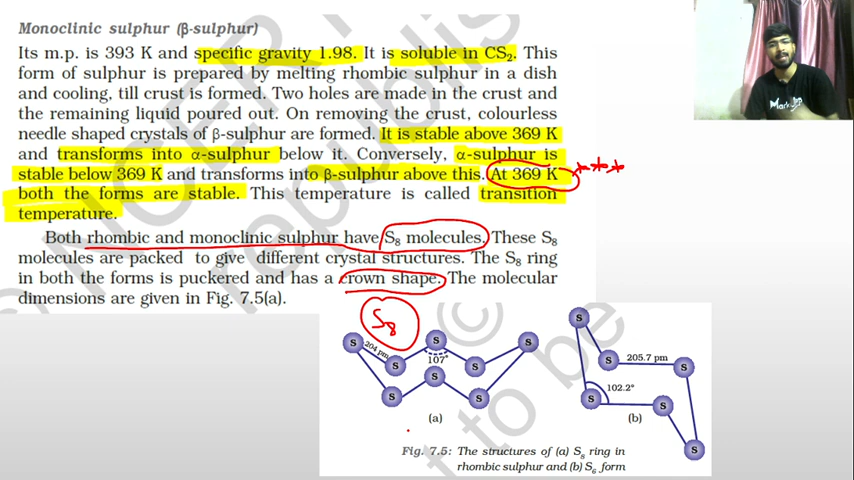 Monoclinic sulphur (β-sulphur)
Its m.p. is 393 K and specific gravity 1.98. It is soluble in CS₂. This
form of sulphur is prepared by melting rhombic sulphur in a dish
and cooling, till crust is formed. Two holes are made in the crust and
the remaining liquid poured out. On removing the crust, colourless
needle shaped crystals of β-sulphur are formed. It is stable above 369 K
and transforms into α-sulphur below it. Conversely, α-sulphur is
stable below 369 K and transforms into β-sulphur above this. At 369 K
both the forms are stable. This temperature is called transition
temperature.
Both rhombic and monoclinic sulphur have S₈ molecules. These S₈
molecules are packed to give different crystal structures. The S₈ ring
in both the forms is puckered and has a crown shape. The molecular
dimensions are given in Fig. 7.5(a).
S₈
S S S S S S S S
204 pm
107°
(a)
S S S S S S
205.7 pm
102.2°
(b)
Fig. 7.5: The structures of (a) S₈ ring in
rhombic sulphur and (b) S₆ form